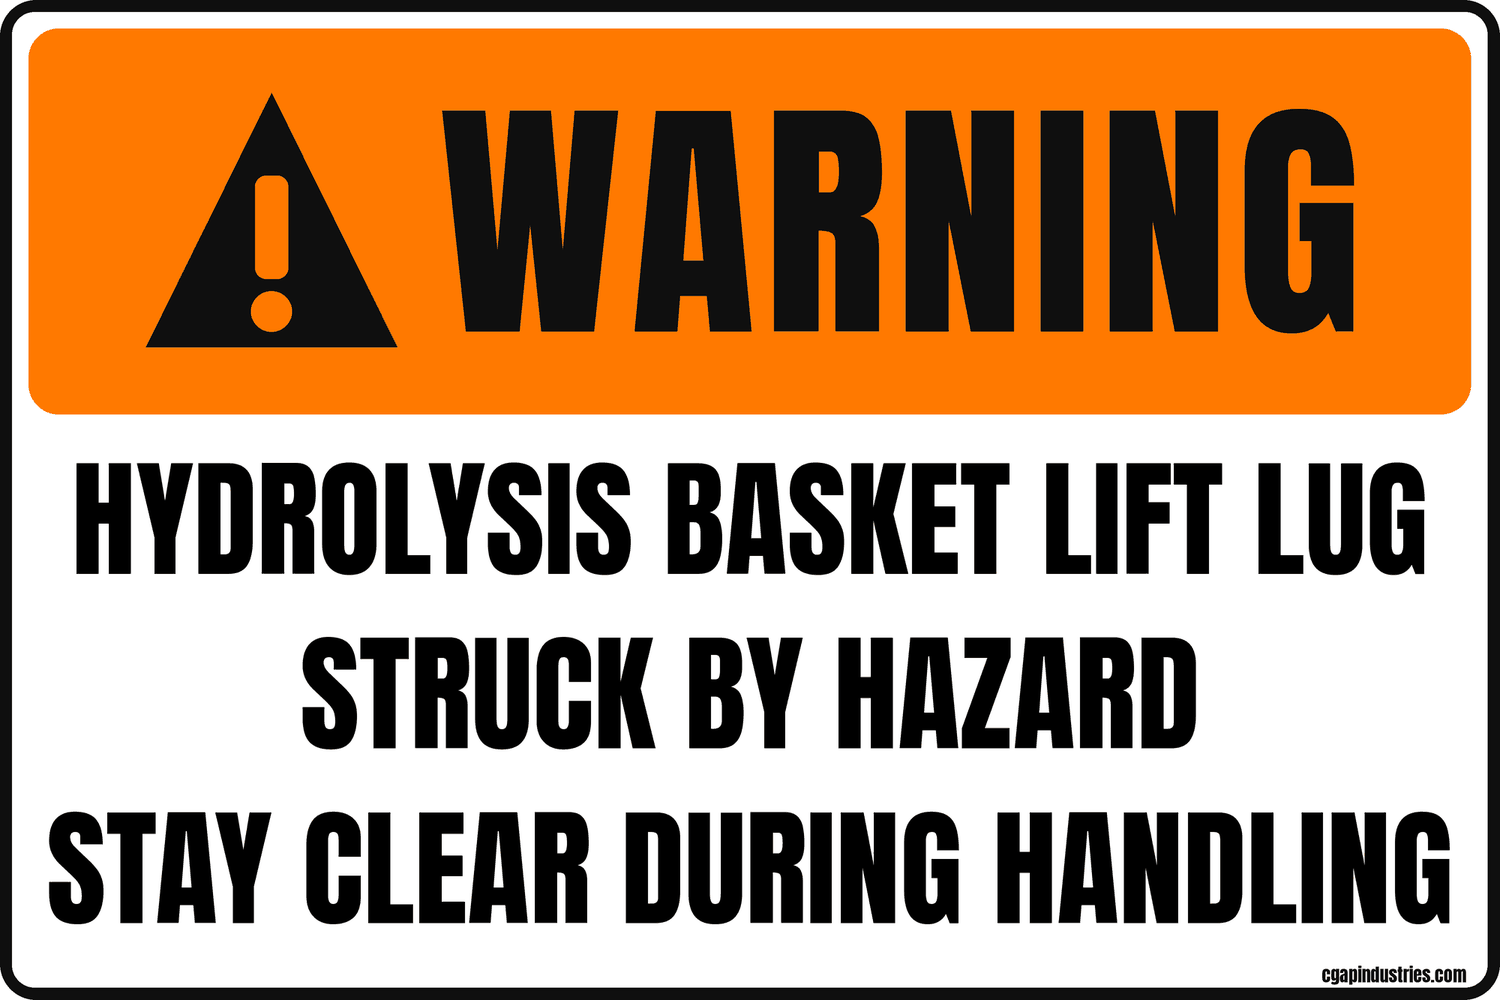 WARNING
HYDROLYSIS BASKET LIFT LUG
STRUCK BY HAZARD
STAY CLEAR DURING HANDLING
cgapindustries.com